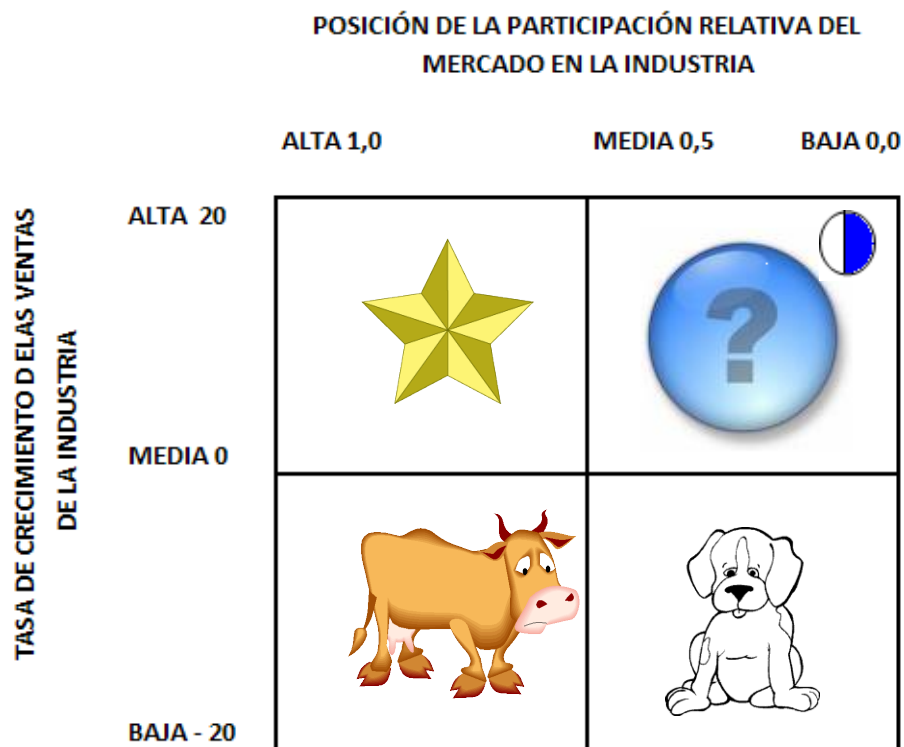 POSICIÓN DE LA PARTICIPACIÓN RELATIVA DEL
MERCADO EN LA INDUSTRIA
ALTA 1,0
MEDIA 0,5
BAJA 0,0
TASA DE CRECIMIENTO D ELAS VENTAS
DE LA INDUSTRIA
ALTA 20
?
MEDIA 0
BAJA - 20